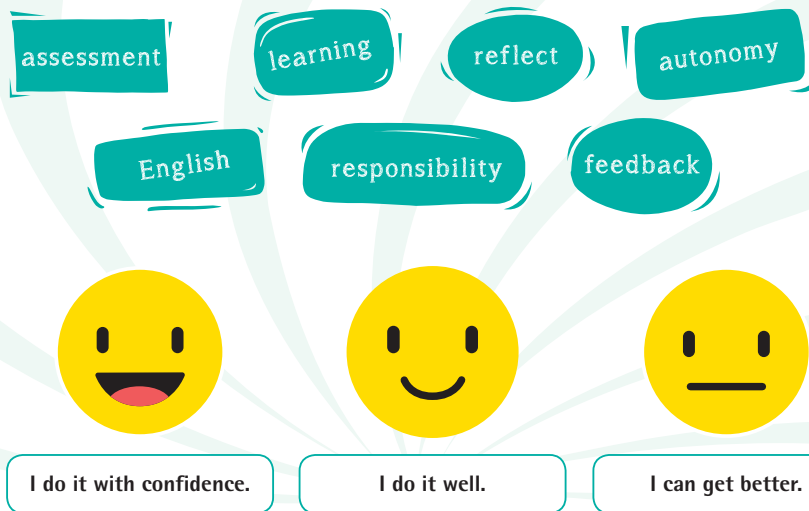 assessment learning reflect autonomy
English responsibility feedback
I do it with confidence. I do it well. I can get better.